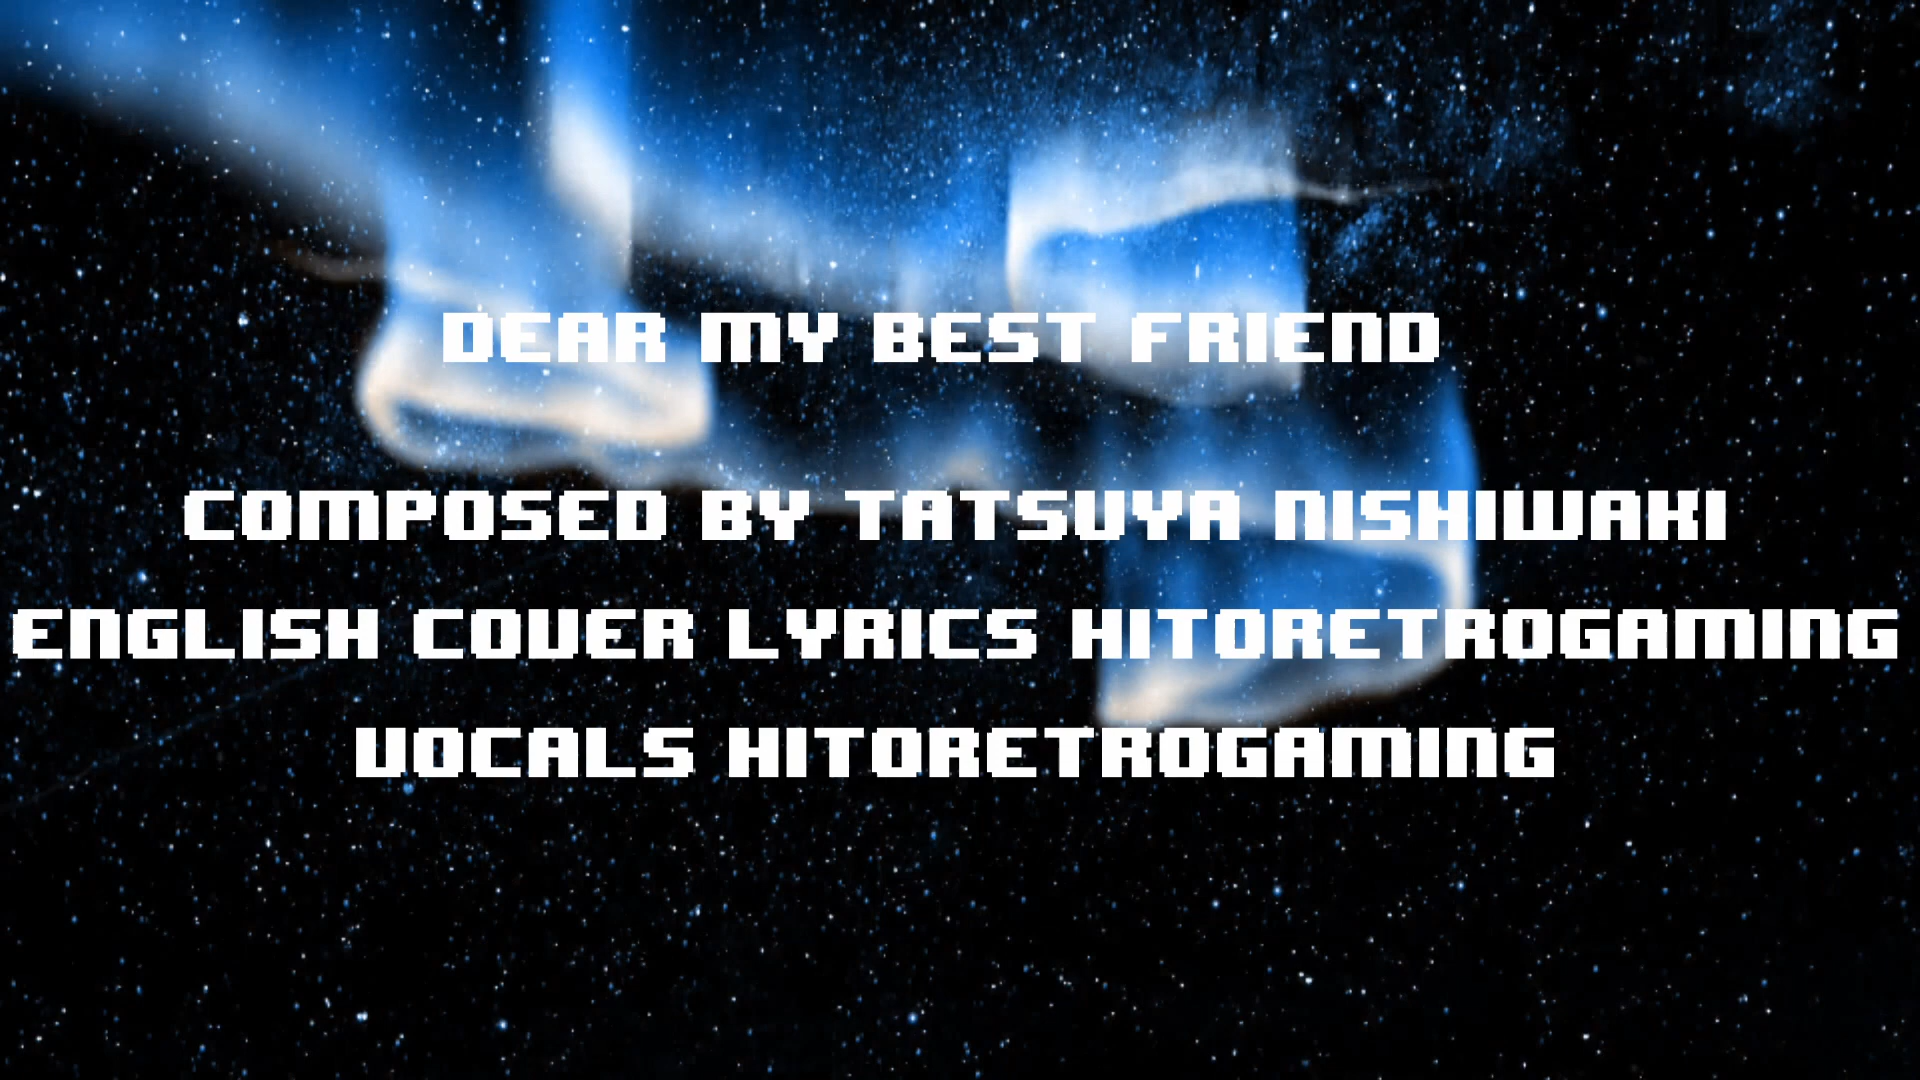 DEAR MY BEST FRIEND
COMPOSED BY TATSUYA NISHIWAKI
ENGLISH COVER LYRICS HITORETROGAMING
VOCALS HITORETROGAMING